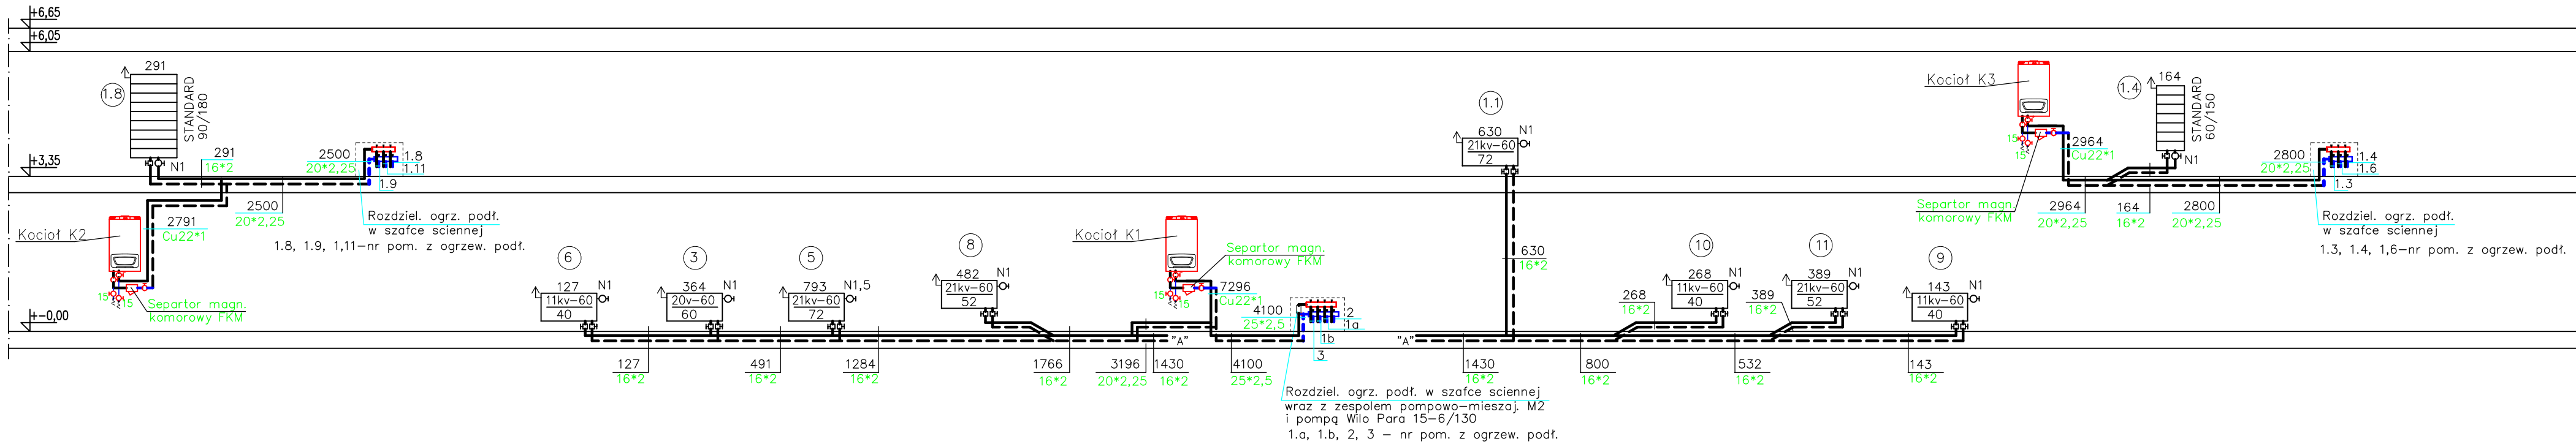 +6,65
+6,05
+3,35
+-0,00
291
1.8
STANDARD
90/180
N1
291
16*2
2500
20*2,25
1.8
1.11
1.9
2500
20*2,25
2791
Cu22*1
Kocioł K2
15
15
Separtor magn.
komorowy FKM
Rozdziel. ogrz. podł.
w szafce sciennej
1.8, 1.9, 1,11-nr pom. z ogrzew. podł.
6
127
N1
11kv-60
40
3
364
N1
20v-60
60
5
793
N1,5
21kv-60
72
8
482
N1
21kv-60
52
Kocioł K1
15
15
Separtor magn.
komorowy FKM
7296
Cu22*1
4100
25*2,5
2
1a
1b
3
"A"
127
16*2
491
16*2
1284
16*2
1766
16*2
3196
20*2,25
1430
16*2
4100
25*2,5
Rozdziel. ogrz. podł. w szafce sciennej
wraz z zespolem pompowo-mieszaj. M2
i pompą Wilo Para 15-6/130
1.a, 1.b, 2, 3 - nr pom. z ogrzew. podł.
1.1
630
N1
21kv-60
72
630
16*2
"A"
10
268
N1
11kv-60
40
268
16*2
11
389
N1
21kv-60
52
389
16*2
9
143
N1
11kv-60
40
1430
16*2
800
16*2
532
16*2
143
16*2
Kocioł K3
15
15
Separtor magn.
komorowy FKM
2964
Cu22*1
1.4
164
STANDARD
60/150
N1
2964
20*2,25
164
16*2
2800
20*2,25
2800
20*2,25
1.4
1.6
1.3
Rozdziel. ogrz. podł.
w szafce sciennej
1.3, 1.4, 1,6-nr pom. z ogrzew. podł.